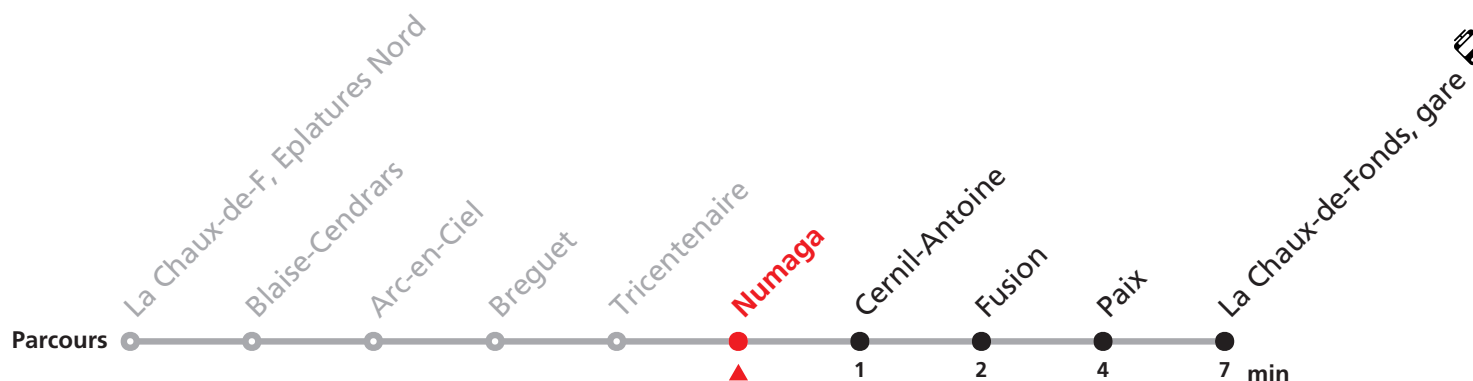 La Chaux-de-F, Eplatures Nord
Blaise-Cendrars
Arc-en-Ciel
Breguet
Tricentenaire
Numaga
Cernil-Antoine
Fusion
Paix
La Chaux-de-Fonds, gare
Parcours
1 2 4 7 min